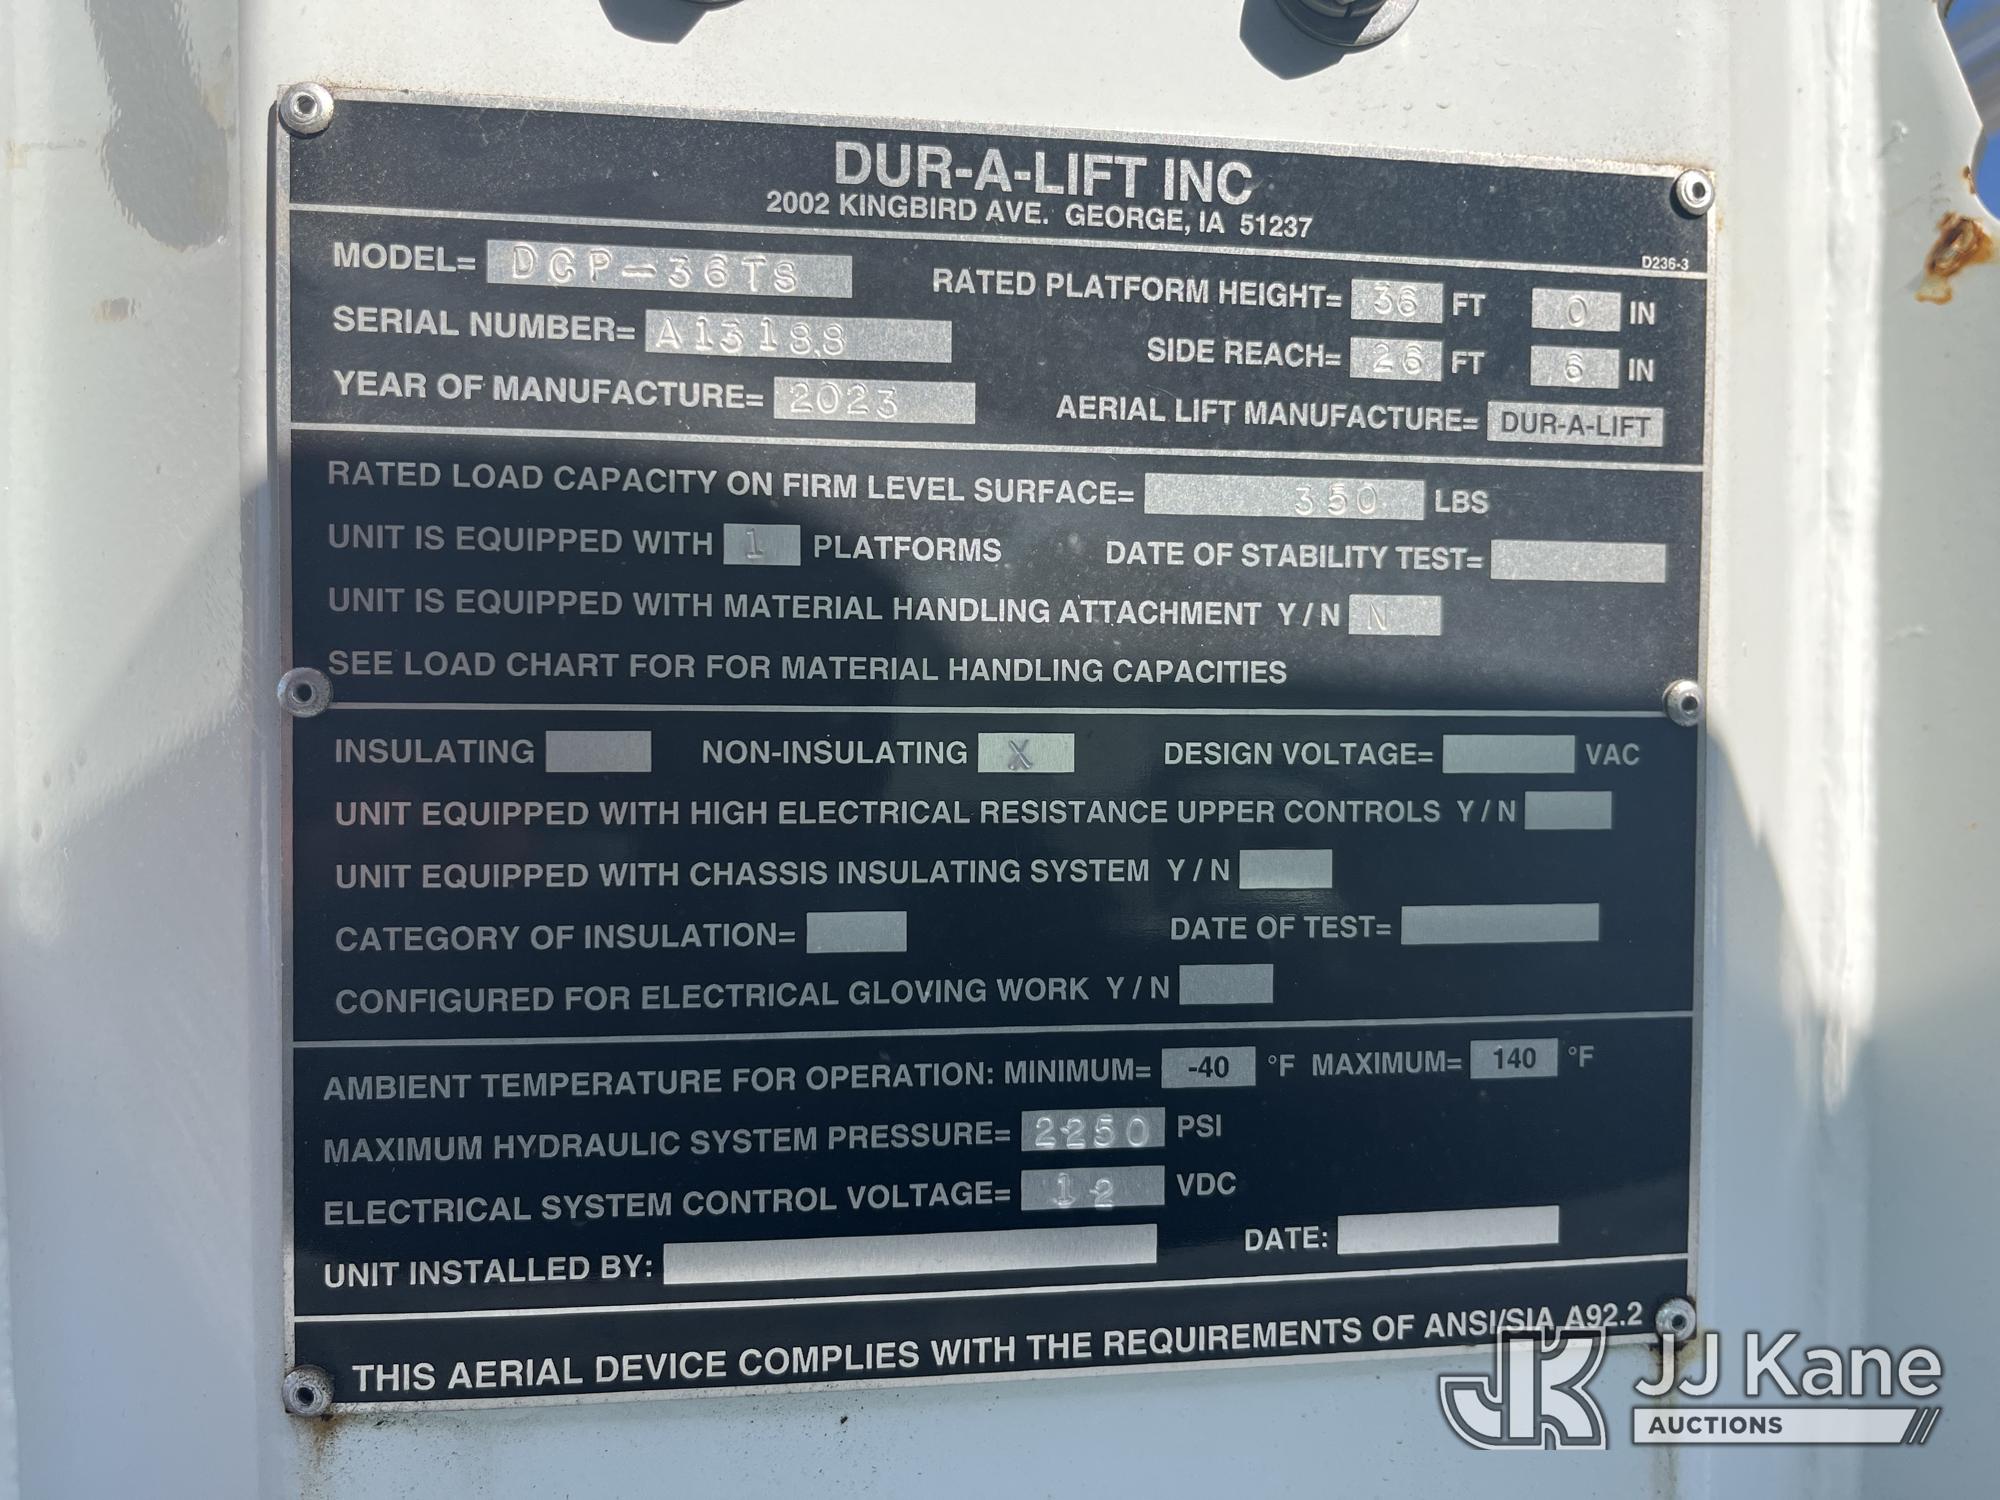 DUR-A-LIFT INC
2002 KINGBIRD AVE. GEORGE, IA 51237
D236-3
MODEL= DCP-36TS RATED PLATFORM HEIGHT= 36 FT 0 IN
SERIAL NUMBER= A13188 SIDE REACH= 26 FT 6 IN
YEAR OF MANUFACTURE= 2023 AERIAL LIFT MANUFACTURE= DUR-A-LIFT
RATED LOAD CAPACITY ON FIRM LEVEL SURFACE= 350 LBS
UNIT IS EQUIPPED WITH 1 PLATFORMS DATE OF STABILITY TEST=
UNIT IS EQUIPPED WITH MATERIAL HANDLING ATTACHMENT Y / N N
SEE LOAD CHART FOR FOR MATERIAL HANDLING CAPACITIES
INSULATING NON-INSULATING X DESIGN VOLTAGE= VAC
UNIT EQUIPPED WITH HIGH ELECTRICAL RESISTANCE UPPER CONTROLS Y / N
UNIT EQUIPPED WITH CHASSIS INSULATING SYSTEM Y / N
CATEGORY OF INSULATION= DATE OF TEST=
CONFIGURED FOR ELECTRICAL GLOVING WORK Y / N
AMBIENT TEMPERATURE FOR OPERATION: MINIMUM= -40 °F MAXIMUM= 140 °F
MAXIMUM HYDRAULIC SYSTEM PRESSURE= 2250 PSI
ELECTRICAL SYSTEM CONTROL VOLTAGE= 12 VDC
UNIT INSTALLED BY: DATE:
THIS AERIAL DEVICE COMPLIES WITH THE REQUIREMENTS OF ANSI/SIA A92.2
JK JJ Kane
AUCTIONS